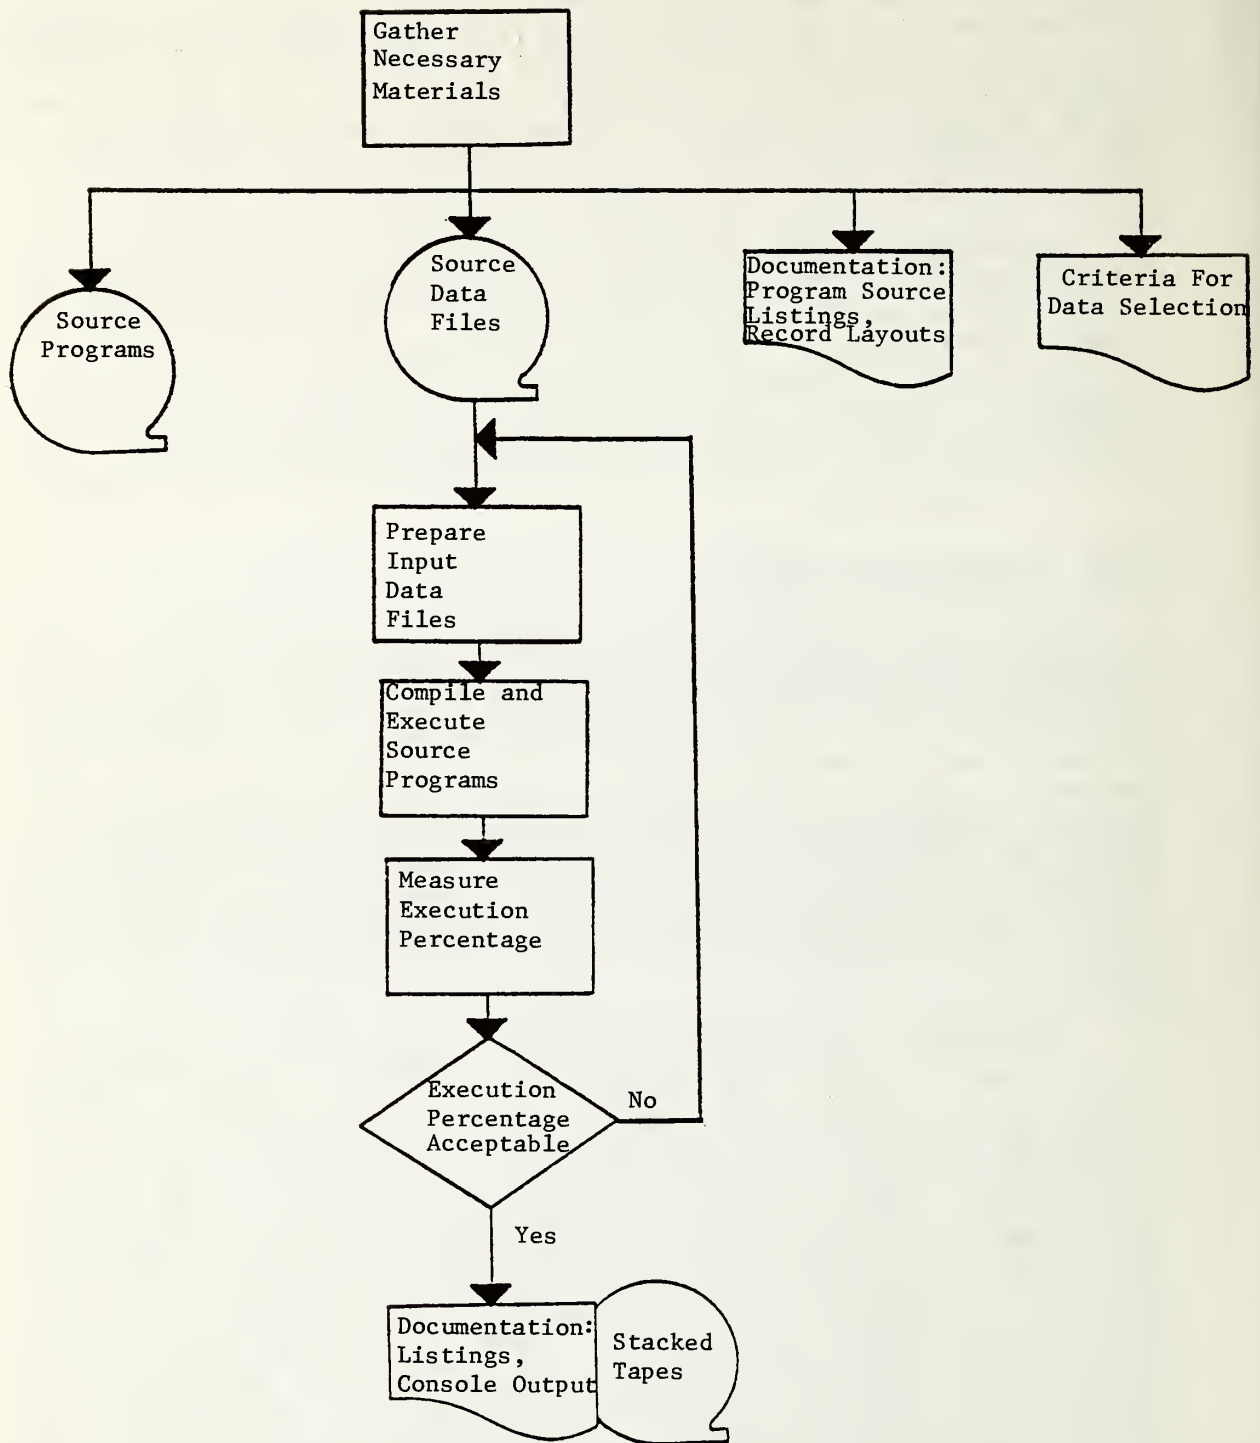 Gather
Necessary
Materials
Source
Programs
Source
Data
Files
Documentation:
Program Source
Listings,
Record Layouts
Criteria For
Data Selection
Prepare
Input
Data
Files
Compile and
Execute
Source
Programs
Measure
Execution
Percentage
Execution
Percentage
Acceptable
No
Yes
Documentation:
Listings,
Console Output
Stacked
Tapes